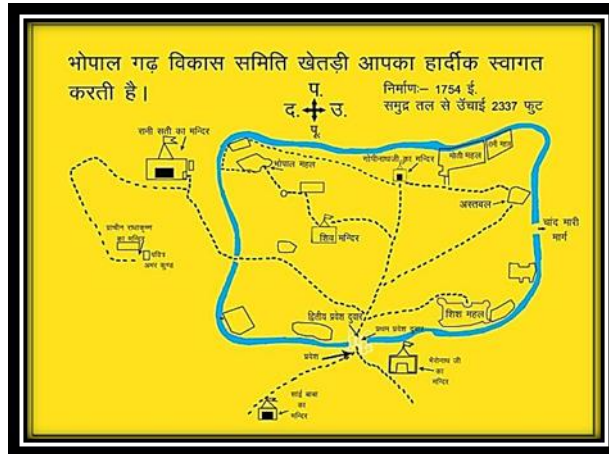 भोपाल गढ़ विकास समिति खेतड़ी आपका हार्दीक स्वागत
करती है।
निर्माणः– 1754 ई.
समुद्र तल से उॅंचाई 2337 फुट
प.
द. उ.
पू.
रानी सती का मन्दिर
भोपाल महल
गोपीनाथजी का मन्दिर
मोती महल
अस्तबल
चांद मारी
मार्ग
प्राचीन राधाकृष्ण
का मन्दिर
पवित्र
अमर कुण्ड
शिव मन्दिर
द्वितीय प्रवेश दुवार
प्रथम प्रवेश दुवार
शिश महल
प्रवेश
भैरोनाथ जी
का
मन्दिर
सांई बाबा
का
मन्दिर